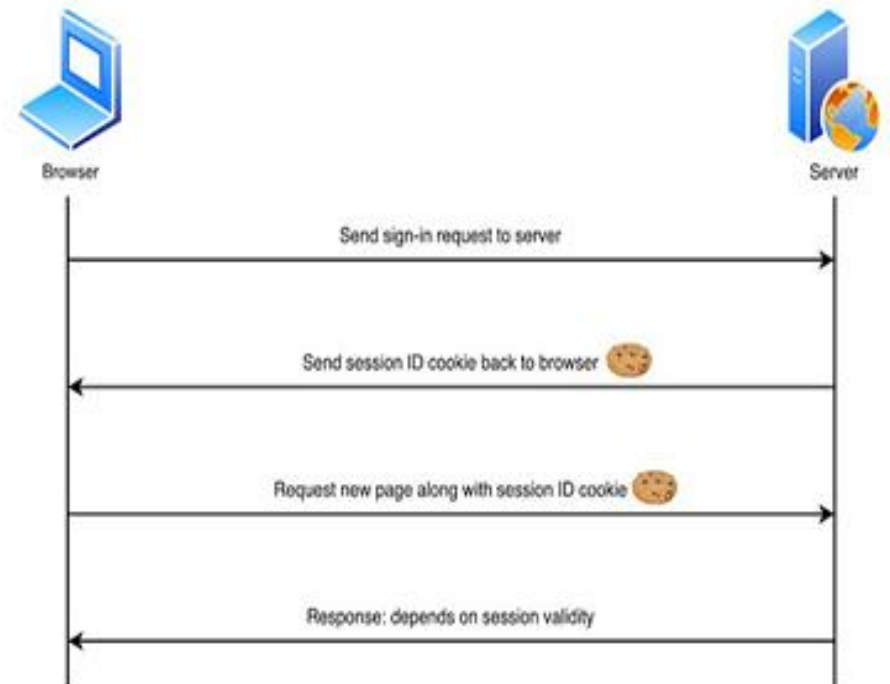 Browser
Server
Send sign-in request to server
Send session ID cookie back to browser
Request new page along with session ID cookie
Response: depends on session validity